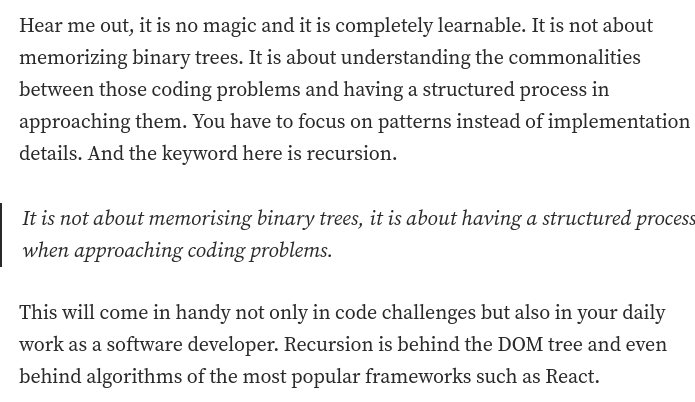 Hear me out, it is no magic and it is completely learnable. It is not about
memorizing binary trees. It is about understanding the commonalities
between those coding problems and having a structured process in
approaching them. You have to focus on patterns instead of implementation
details. And the keyword here is recursion.
It is not about memorising binary trees, it is about having a structured process
when approaching coding problems.
This will come in handy not only in code challenges but also in your daily
work as a software developer. Recursion is behind the DOM tree and even
behind algorithms of the most popular frameworks such as React.